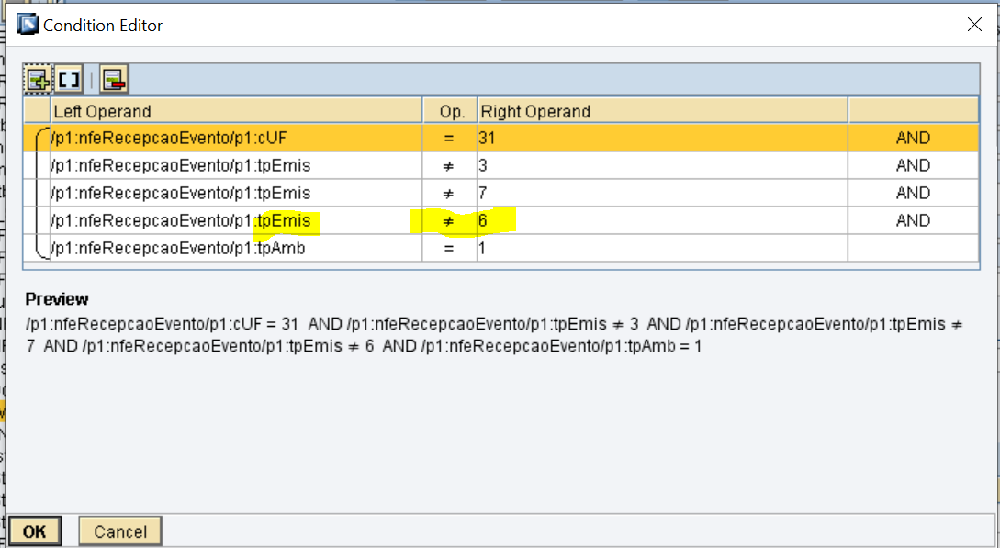 Condition Editor
Left Operand Op. Right Operand
/p1:nfeRecepcaoEvento/p1:cUF = 31 AND
/p1:nfeRecepcaoEvento/p1:tpEmis ≠ 3 AND
/p1:nfeRecepcaoEvento/p1:tpEmis ≠ 7 AND
/p1:nfeRecepcaoEvento/p1:tpEmis ≠ 6 AND
/p1:nfeRecepcaoEvento/p1:tpAmb = 1
Preview
/p1:nfeRecepcaoEvento/p1:cUF = 31 AND /p1:nfeRecepcaoEvento/p1:tpEmis ≠ 3 AND /p1:nfeRecepcaoEvento/p1:tpEmis ≠
7 AND /p1:nfeRecepcaoEvento/p1:tpEmis ≠ 6 AND /p1:nfeRecepcaoEvento/p1:tpAmb = 1
OK Cancel